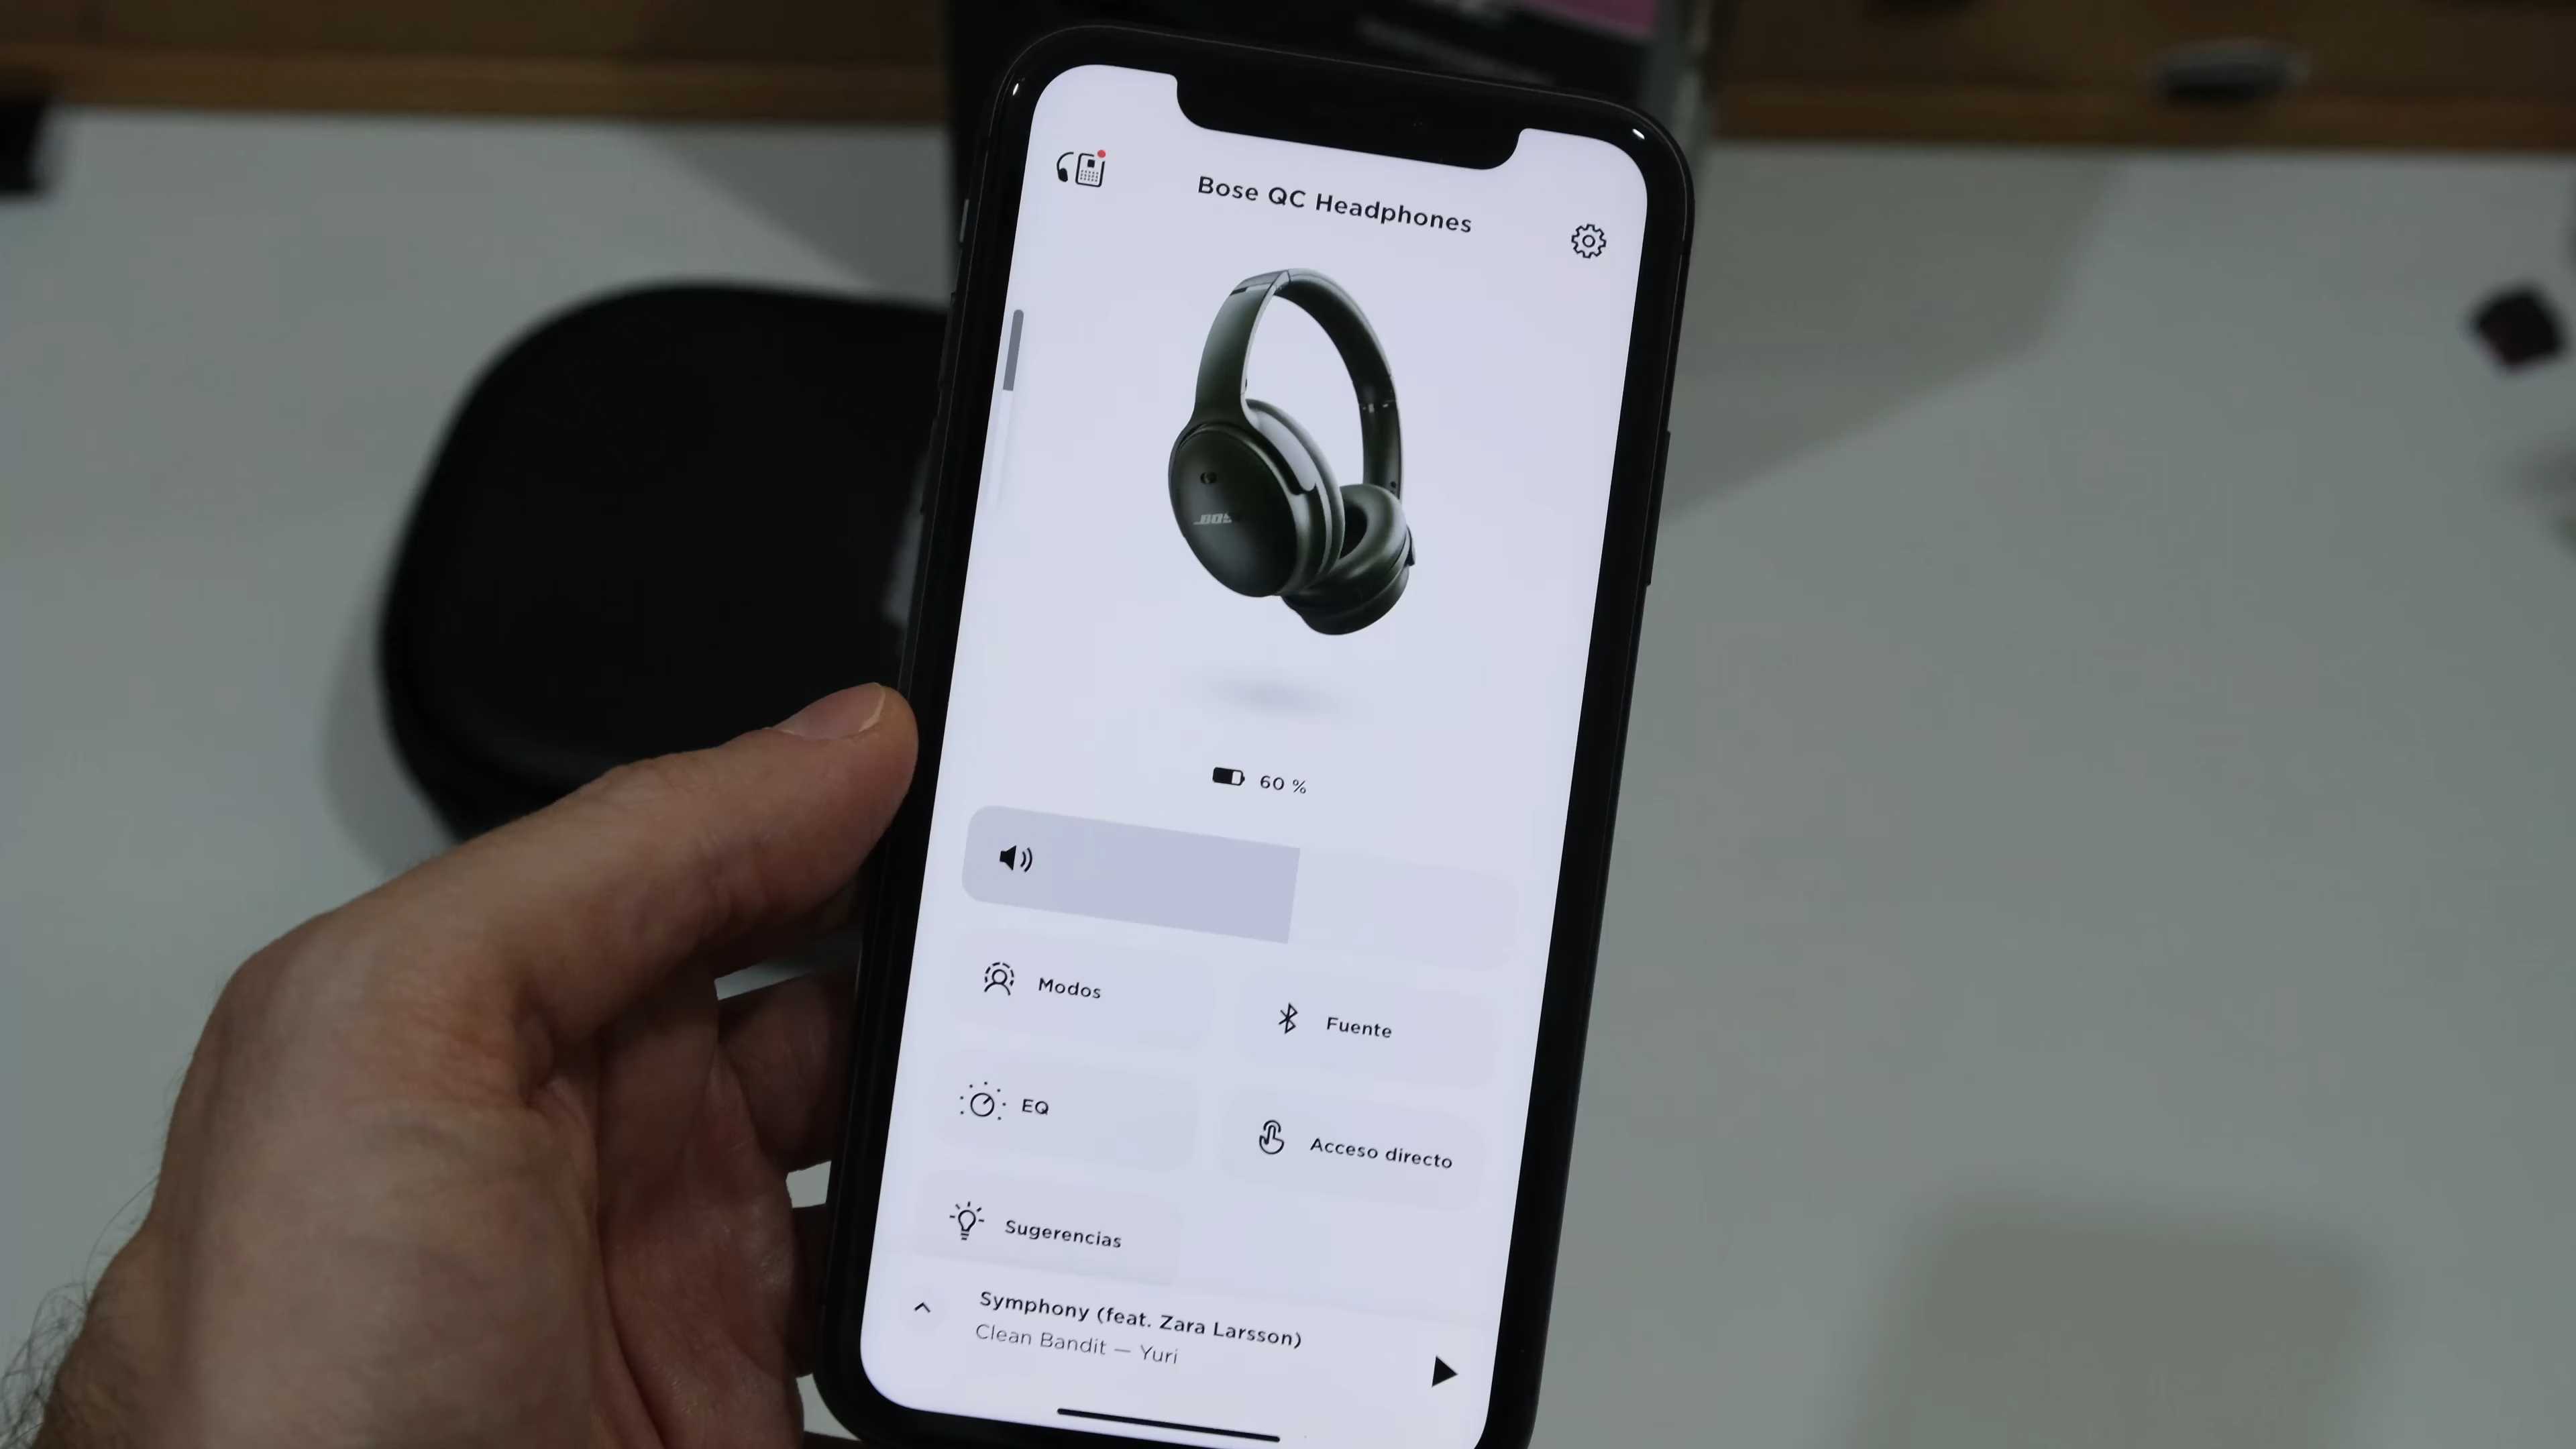 Bose QC Headphones
60 %
Modos
Fuente
EQ
Acceso directo
Sugerencias
Symphony (feat. Zara Larsson)
Clean Bandit — Yuri